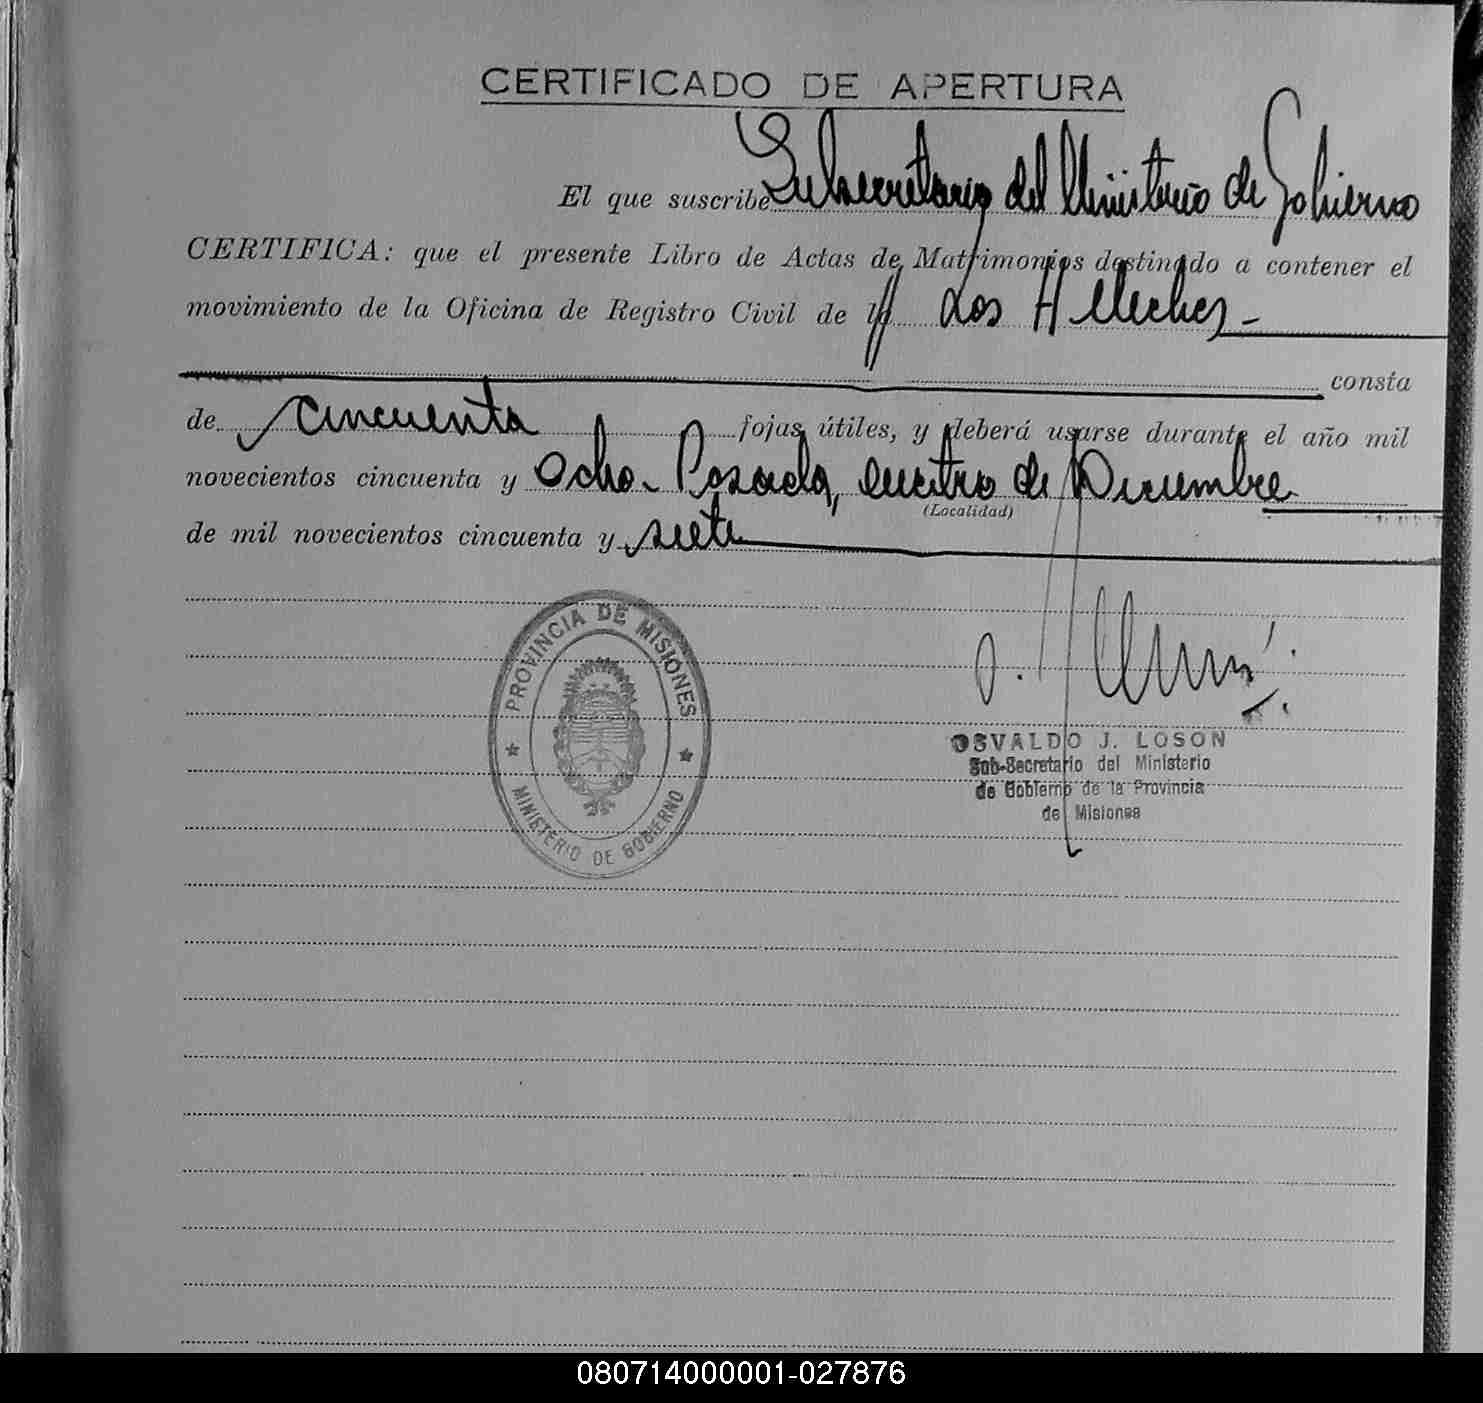 CERTIFICADO DE APERTURA
El que suscribe Subsecretario del Ministerio de Gobierno
CERTIFICA: que el presente Libro de Actas de Matrimonios destinado a contener el
movimiento de la Oficina de Registro Civil de Los Helechos -
consta
de cincuenta fojas útiles, y deberá usarse durante el año mil
novecientos cincuenta y Ocho - Posadas, cuatro de Diciembre
(Localidad)
de mil novecientos cincuenta y siete
PROVINCIA DE MISIONES
MINISTERIO DE GOBIERNO
OSVALDO J. LOSON
Sub-Secretario del Ministerio
de Gobierno de la Provincia
de Misiones
080714000001-027876